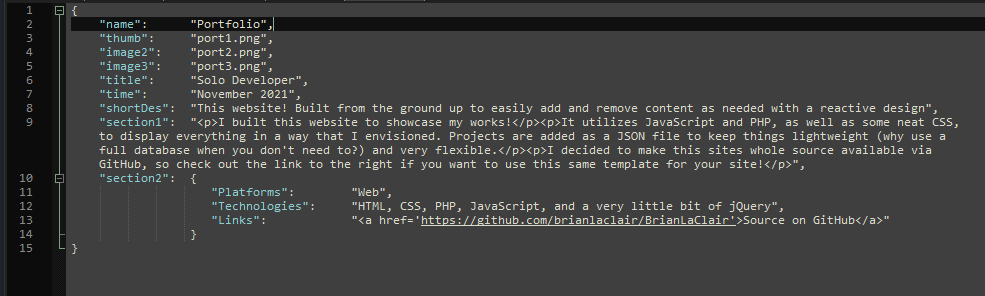 1 {
2 "name": "Portfolio",
3 "thumb": "port1.png",
4 "image2": "port2.png",
5 "image3": "port3.png",
6 "title": "Solo Developer",
7 "time": "November 2021",
8 "shortDes": "This website! Built from the ground up to easily add and remove content as needed with a reactive design",
9 "section1": "<p>I built this website to showcase my works!</p><p>It utilizes JavaScript and PHP, as well as some neat CSS,
to display everything in a way that I envisioned. Projects are added as a JSON file to keep things lightweight (why use a
full database when you don't need to?) and very flexible.</p><p>I decided to make this sites whole source available via
GitHub, so check out the link to the right if you want to use this same template for your site!</p>",
10 "section2": {
11 "Platforms": "Web",
12 "Technologies": "HTML, CSS, PHP, JavaScript, and a very little bit of jQuery",
13 "Links": "<a href='https://github.com/brianlaclair/BrianLaClair'>Source on GitHub</a>"
14 }
15 }